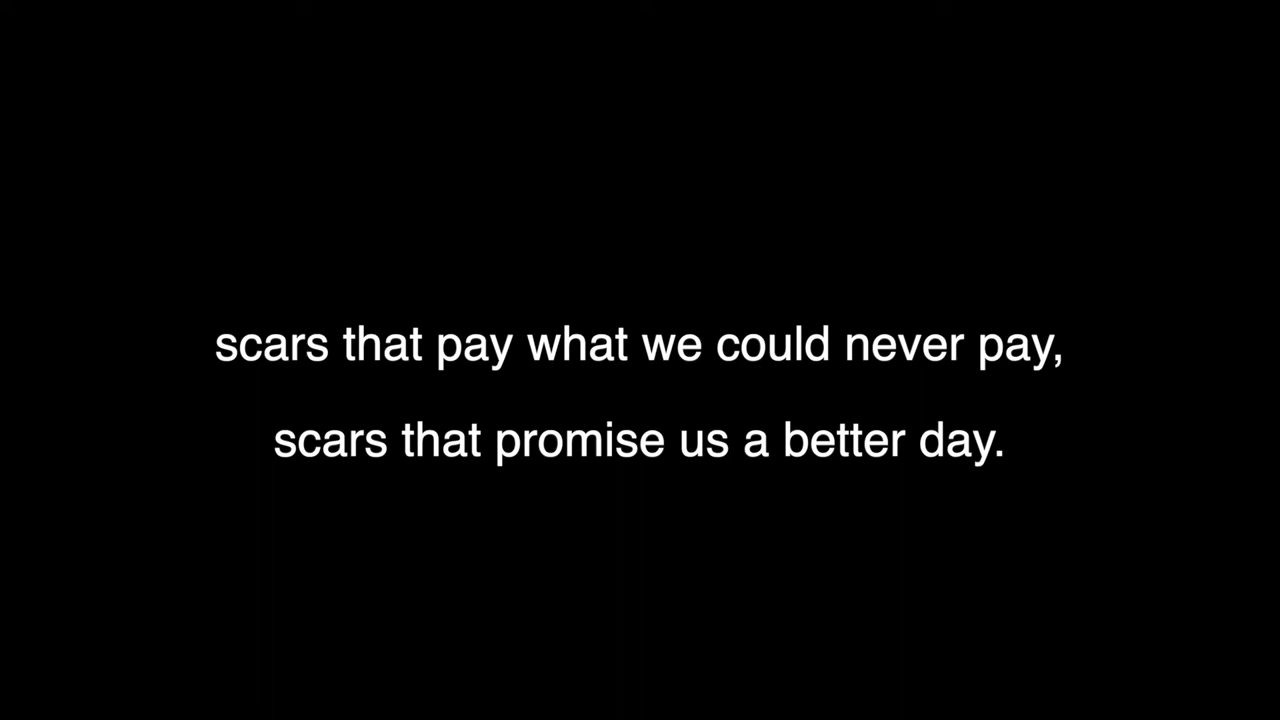 scars that pay what we could never pay,
scars that promise us a better day.